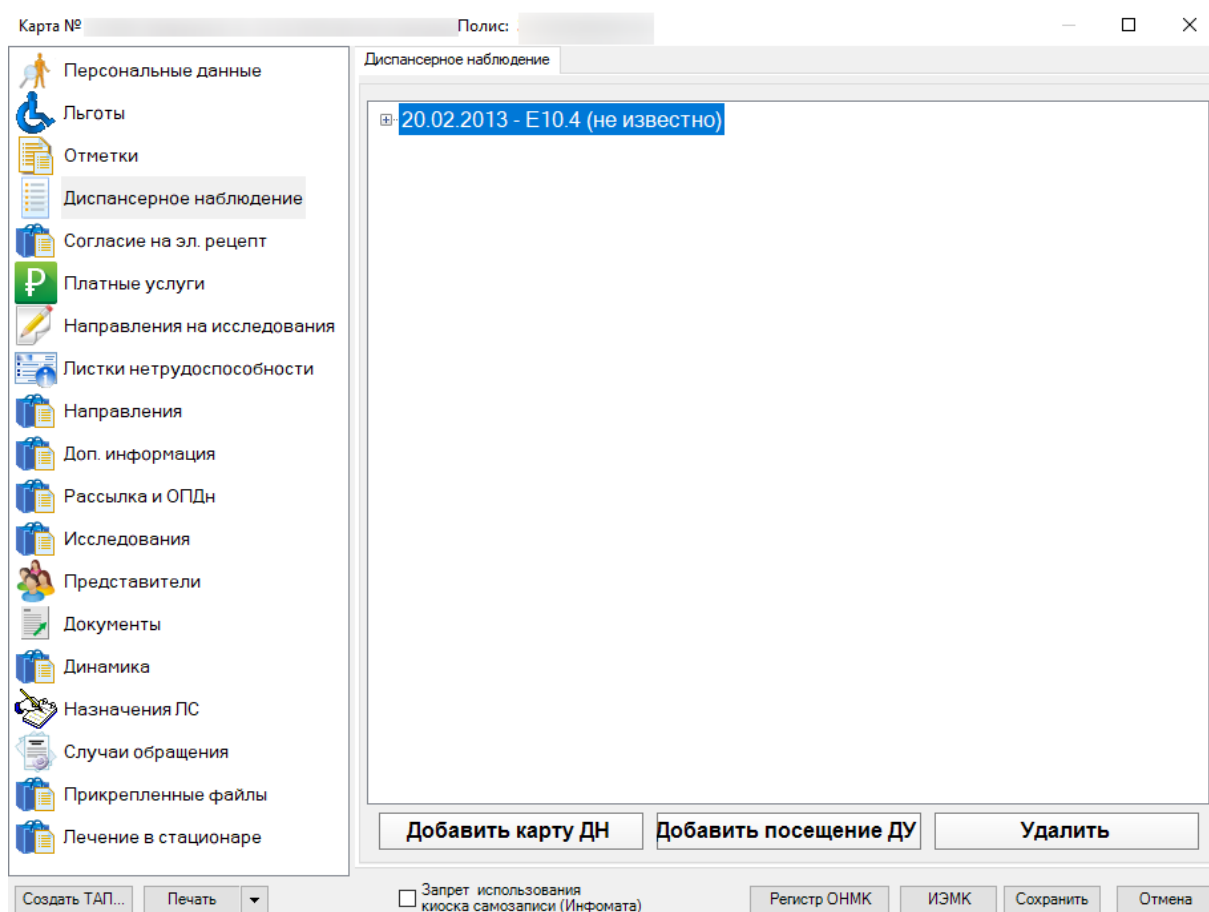 Карта № Полис:
Персональные данные
Льготы
Отметки
Диспансерное наблюдение
Согласие на эл. рецепт
Платные услуги
Направления на исследования
Листки нетрудоспособности
Направления
Доп. информация
Рассылка и ОПДн
Исследования
Представители
Документы
Динамика
Назначения ЛС
Случаи обращения
Прикрепленные файлы
Лечение в стационаре
Диспансерное наблюдение
20.02.2013 - E10.4 (не известно)
Добавить карту ДН Добавить посещение ДУ Удалить
Создать ТАП... Печать
Запрет использования
киоска самозаписи (Инфомата)
Регистр ОНМК ИЭМК Сохранить Отмена